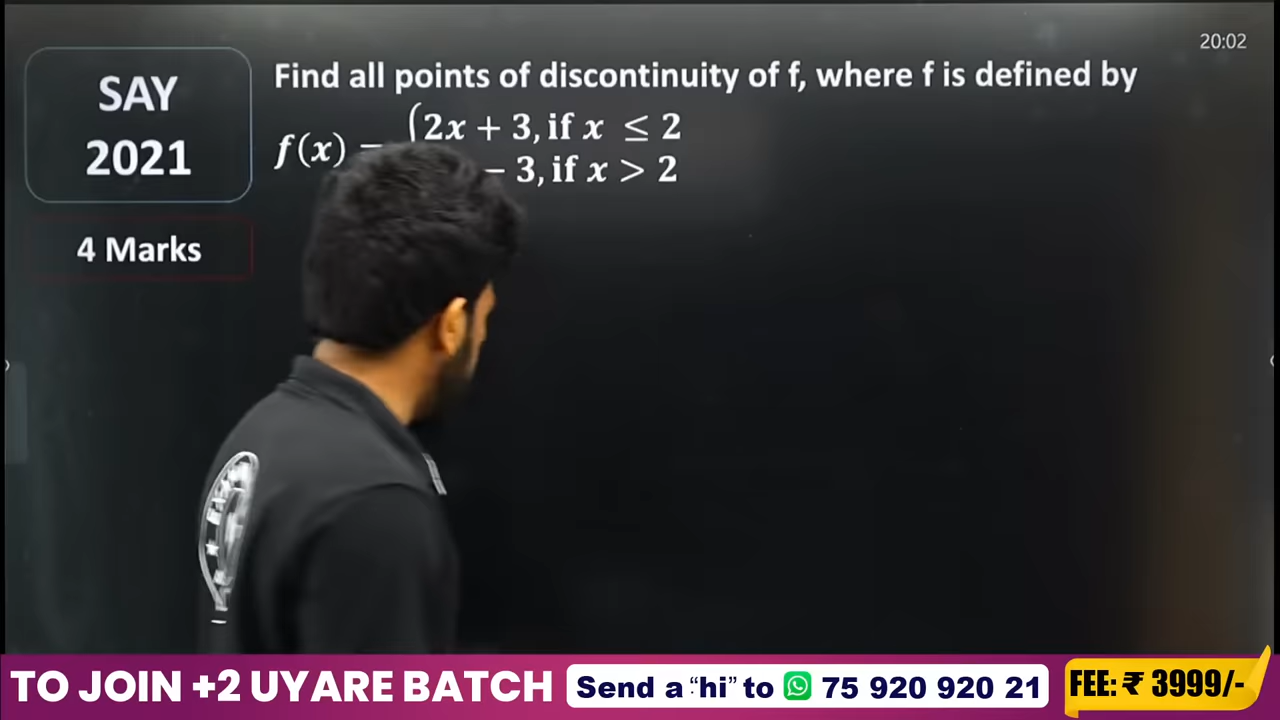 20:02
SAY
2021
4 Marks
Find all points of discontinuity of f, where f is defined by
f(x) = {2x + 3, if x ≤ 2
− 3, if x > 2
TO JOIN +2 UYARE BATCH
Send a “hi” to 75 920 920 21
FEE: ₹ 3999/-